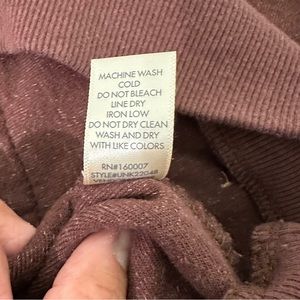 MACHINE WASH
COLD
DO NOT BLEACH
LINE DRY
IRON LOW
DO NOT DRY CLEAN
WASH AND DRY
WITH LIKE COLORS
RN#160007
STYLE#UNK22048